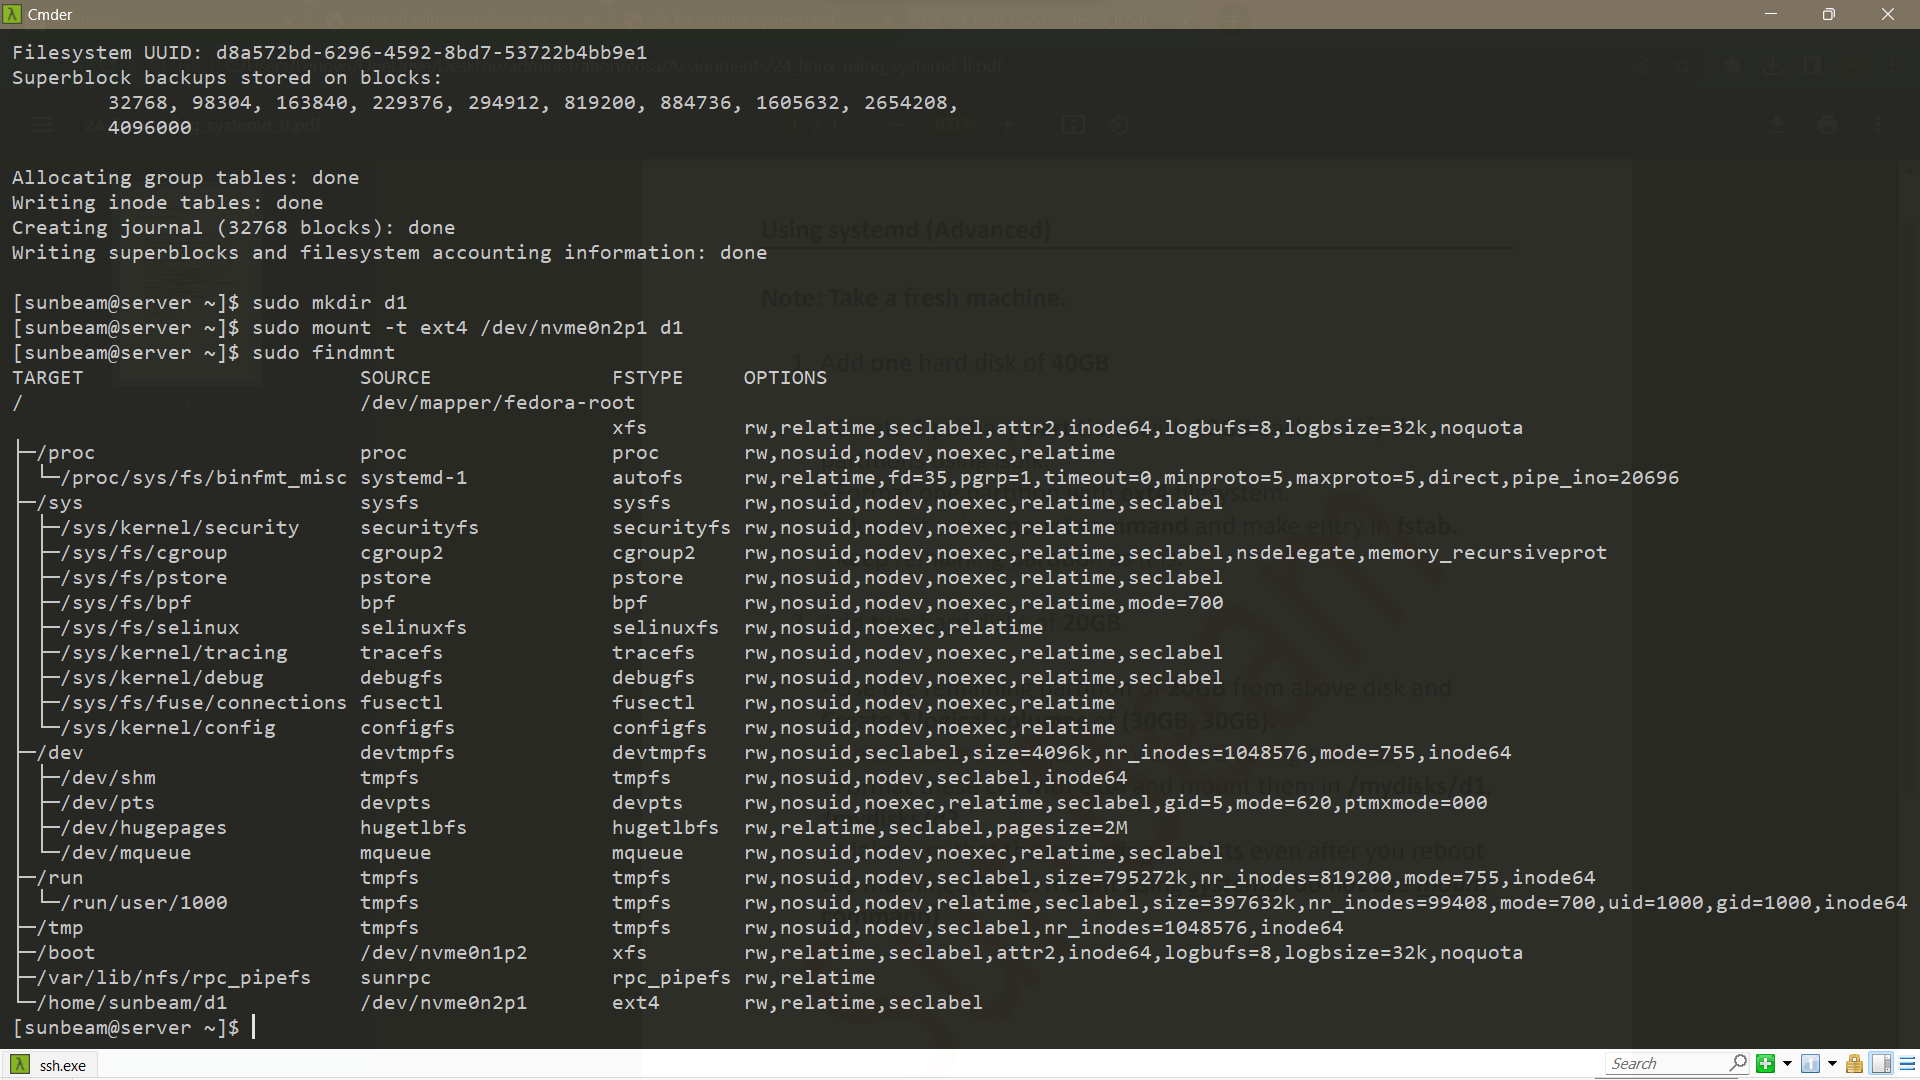 Cmder
Filesystem UUID: d8a572bd-6296-4592-8bd7-53722b4bb9e1
Superblock backups stored on blocks:
32768, 98304, 163840, 229376, 294912, 819200, 884736, 1605632, 2654208,
4096000
Allocating group tables: done
Writing inode tables: done
Creating journal (32768 blocks): done
Writing superblocks and filesystem accounting information: done
Using systemd (Advanced)
Note: Take a fresh machine.
1. Add one hard disk of 40GB
[sunbeam@server ~]$ sudo mkdir d1
[sunbeam@server ~]$ sudo mount -t ext4 /dev/nvme0n2p1 d1
[sunbeam@server ~]$ sudo findmnt
TARGET SOURCE FSTYPE OPTIONS
/ /dev/mapper/fedora-root
xfs rw,relatime,seclabel,attr2,inode64,logbufs=8,logbsize=32k,noquota
├─/proc proc proc rw,nosuid,nodev,noexec,relatime
│ └─/proc/sys/fs/binfmt_misc systemd-1 autofs rw,relatime,fd=35,pgrp=1,timeout=0,minproto=5,maxproto=5,direct,pipe_ino=20696
├─/sys sysfs sysfs rw,nosuid,nodev,noexec,relatime,seclabel
│ ├─/sys/kernel/security securityfs securityfs rw,nosuid,nodev,noexec,relatime
│ ├─/sys/fs/cgroup cgroup2 cgroup2 rw,nosuid,nodev,noexec,relatime,seclabel,nsdelegate,memory_recursiveprot
│ ├─/sys/fs/pstore pstore pstore rw,nosuid,nodev,noexec,relatime,seclabel
│ ├─/sys/fs/bpf bpf bpf rw,nosuid,nodev,noexec,relatime,mode=700
│ ├─/sys/fs/selinux selinuxfs selinuxfs rw,nosuid,noexec,relatime
│ ├─/sys/kernel/tracing tracefs tracefs rw,nosuid,nodev,noexec,relatime,seclabel
│ ├─/sys/kernel/debug debugfs debugfs rw,nosuid,nodev,noexec,relatime,seclabel
│ ├─/sys/fs/fuse/connections fusectl fusectl rw,nosuid,nodev,noexec,relatime
│ └─/sys/kernel/config configfs configfs rw,nosuid,nodev,noexec,relatime
├─/dev devtmpfs devtmpfs rw,nosuid,seclabel,size=4096k,nr_inodes=1048576,mode=755,inode64
│ ├─/dev/shm tmpfs tmpfs rw,nosuid,nodev,seclabel,inode64
│ ├─/dev/pts devpts devpts rw,nosuid,noexec,relatime,seclabel,gid=5,mode=620,ptmxmode=000
│ ├─/dev/hugepages hugetlbfs hugetlbfs rw,relatime,seclabel,pagesize=2M
│ └─/dev/mqueue mqueue mqueue rw,nosuid,nodev,noexec,relatime,seclabel
├─/run tmpfs tmpfs rw,nosuid,nodev,seclabel,size=795272k,nr_inodes=819200,mode=755,inode64
│ └─/run/user/1000 tmpfs tmpfs rw,nosuid,nodev,relatime,seclabel,size=397632k,nr_inodes=99408,mode=700,uid=1000,gid=1000,inode64
├─/tmp tmpfs tmpfs rw,nosuid,nodev,seclabel,nr_inodes=1048576,inode64
├─/boot /dev/nvme0n1p2 xfs rw,relatime,seclabel,attr2,inode64,logbufs=8,logbsize=32k,noquota
├─/var/lib/nfs/rpc_pipefs sunrpc rpc_pipefs rw,relatime
└─/home/sunbeam/d1 /dev/nvme0n2p1 ext4 rw,relatime,seclabel
[sunbeam@server ~]$
ssh.exe
Search